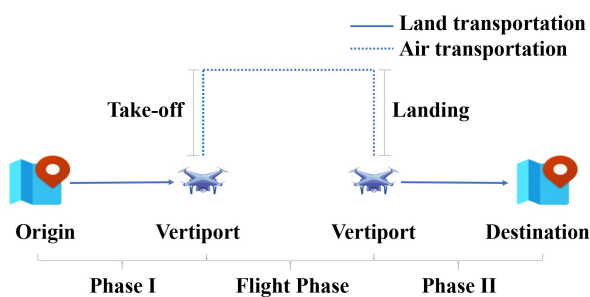 Land transportation
Air transportation
Take-off
Landing
Origin
Vertiport
Vertiport
Destination
Phase I
Flight Phase
Phase II